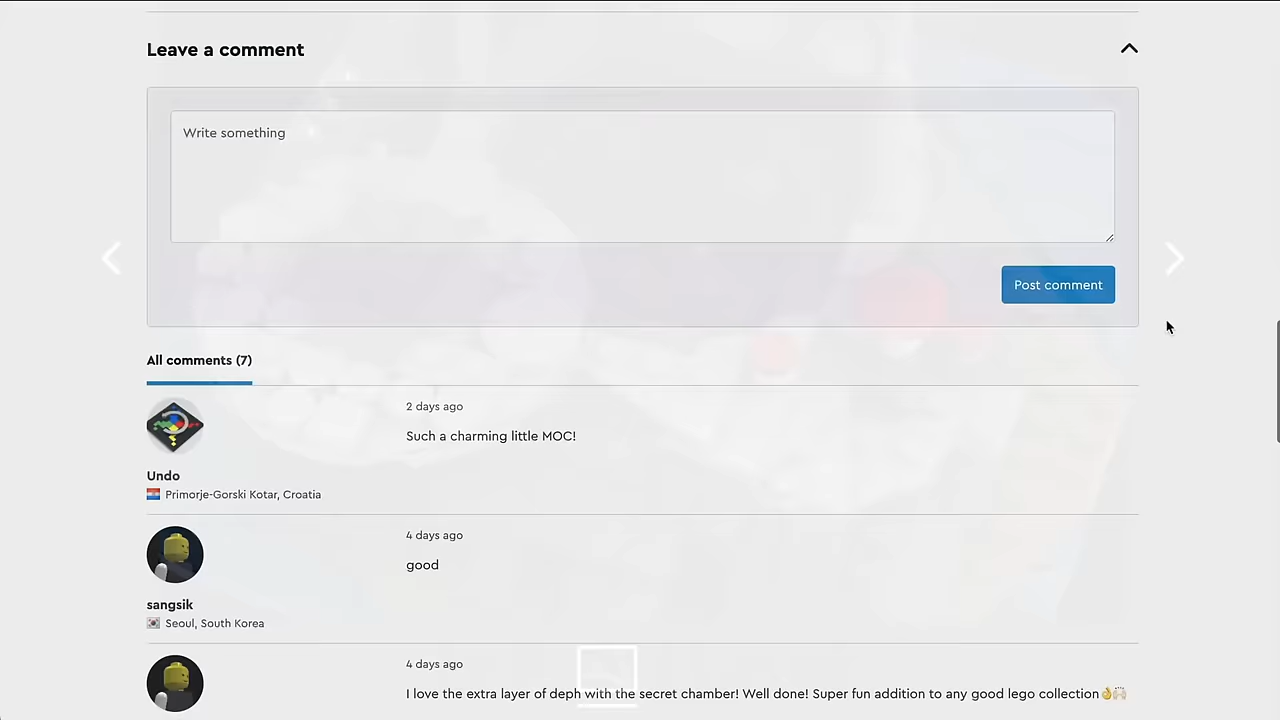 Leave a comment
Write something
Post comment
All comments (7)
2 days ago
Such a charming little MOC!
Undo
Primorje-Gorski Kotar, Croatia
4 days ago
good
sangsik
Seoul, South Korea
4 days ago
I love the extra layer of deph with the secret chamber! Well done! Super fun addition to any good lego collection👌🙌